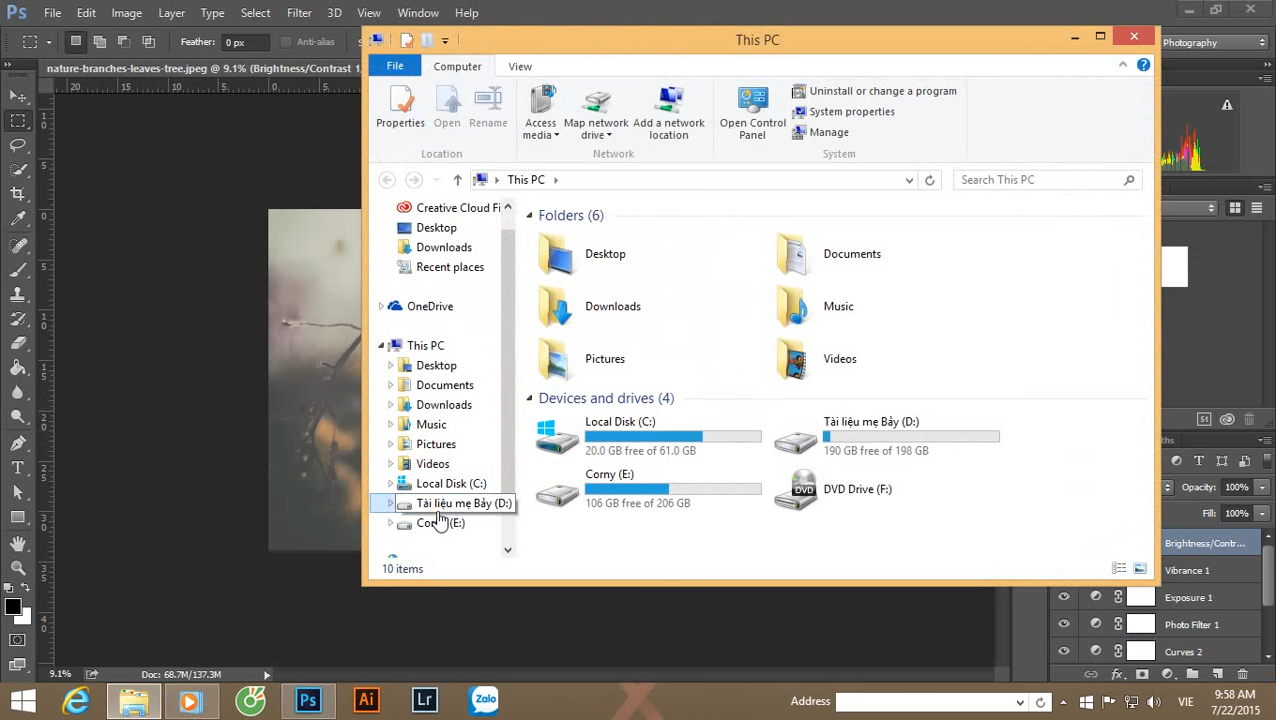 Ps File Edit Image Layer Type Select Filter 3D View Window Help
Feather: 0 px Anti-alias
Photography
nature-branches-leaves-tree.jpeg @ 9.1% (Brightness/Contrast 1,
This PC
File Computer View
Properties Open Rename
Access media
Map network drive
Add a network location
Open Control Panel
Uninstall or change a program
System properties
Manage
Location Network System
This PC
Search This PC
Creative Cloud Fi
Desktop
Downloads
Recent places
OneDrive
This PC
Desktop
Documents
Downloads
Music
Pictures
Videos
Local Disk (C:)
Tài liệu mẹ Bảy (D:)
(E:)
Folders (6)
Desktop
Documents
Downloads
Music
Pictures
Videos
Devices and drives (4)
Local Disk (C:)
20.0 GB free of 61.0 GB
Tài liệu mẹ Bảy (D:)
190 GB free of 198 GB
Corny (E:)
106 GB free of 206 GB
DVD
DVD Drive (F:)
10 items
Opacity: 100%
Fill: 100%
Brightness/Contr...
Vibrance 1
Exposure 1
Photo Filter 1
Curves 2
fx
9.1% Doc: 68.7M/137.3M
Ps Ai Lr Zalo
Address
VIE
9:58 AM
7/22/2015